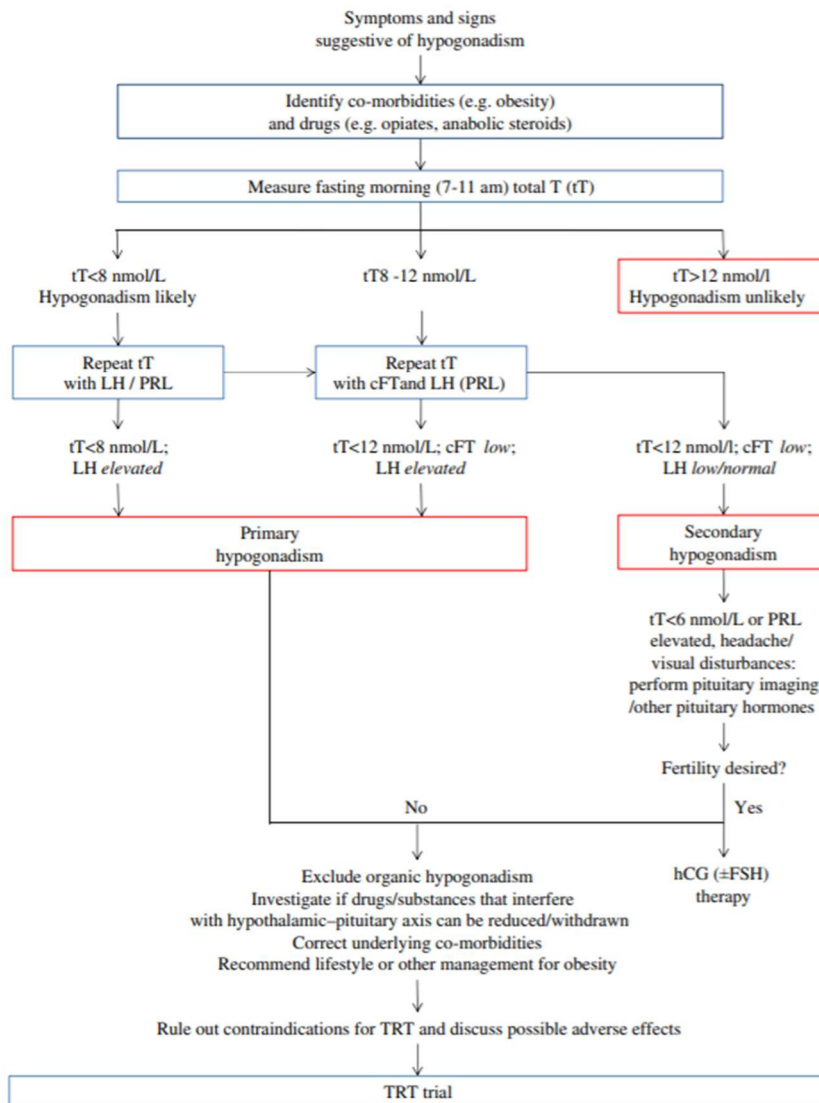 Symptoms and signs
suggestive of hypogonadism
Identify co-morbidities (e.g. obesity)
and drugs (e.g. opiates, anabolic steroids)
Measure fasting morning (7-11 am) total T (tT)
tT<8 nmol/L
Hypogonadism likely
tT8 -12 nmol/L
tT>12 nmol/l
Hypogonadism unlikely
Repeat tT
with LH / PRL
Repeat tT
with cFTand LH (PRL)
tT<8 nmol/L;
LH elevated
tT<12 nmol/L; cFT low;
LH elevated
tT<12 nmol/l; cFT low;
LH low/normal
Primary
hypogonadism
Secondary
hypogonadism
tT<6 nmol/L or PRL
elevated, headache/
visual disturbances:
perform pituitary imaging
/other pituitary hormones
Fertility desired?
No
Yes
Exclude organic hypogonadism
Investigate if drugs/substances that interfere
with hypothalamic–pituitary axis can be reduced/withdrawn
Correct underlying co-morbidities
Recommend lifestyle or other management for obesity
hCG (±FSH)
therapy
Rule out contraindications for TRT and discuss possible adverse effects
TRT trial